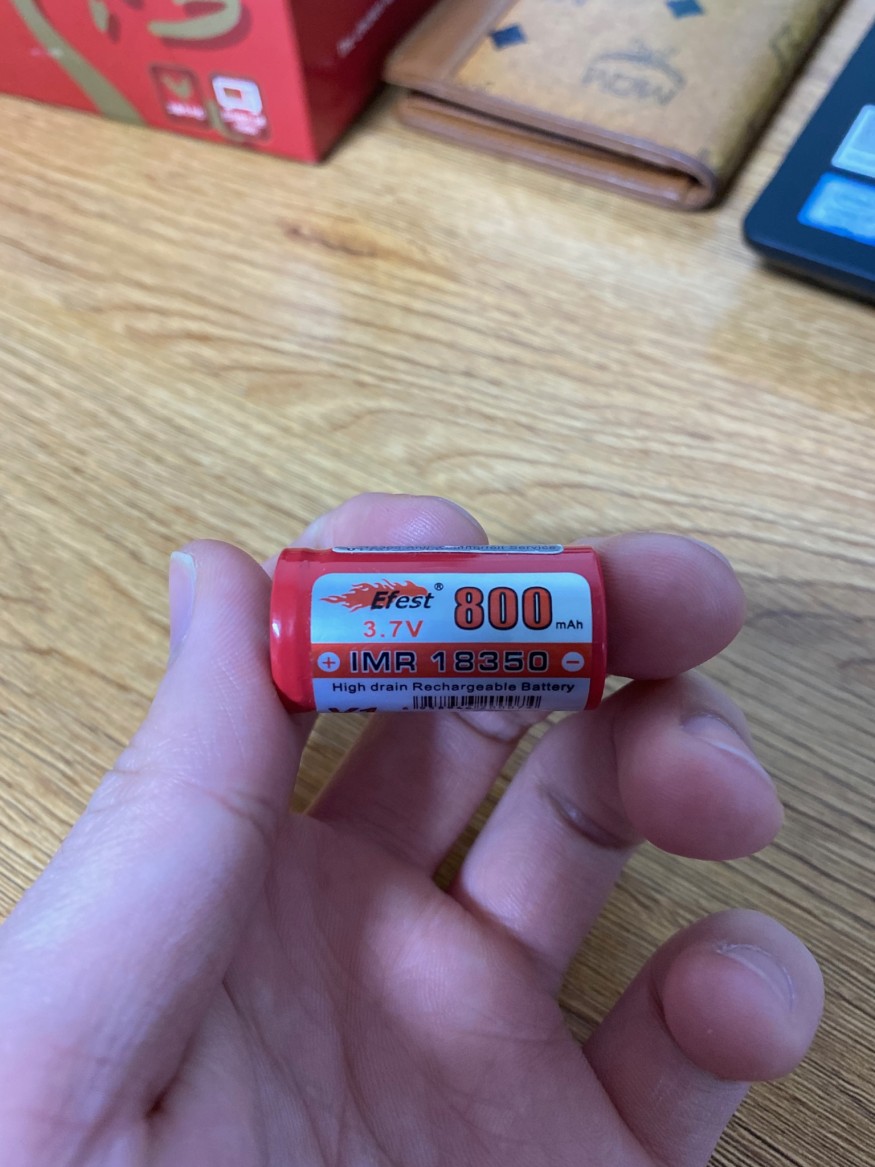 Efest®
800 mAh
3.7V
+ IMR 18350 −
High drain Rechargeable Battery